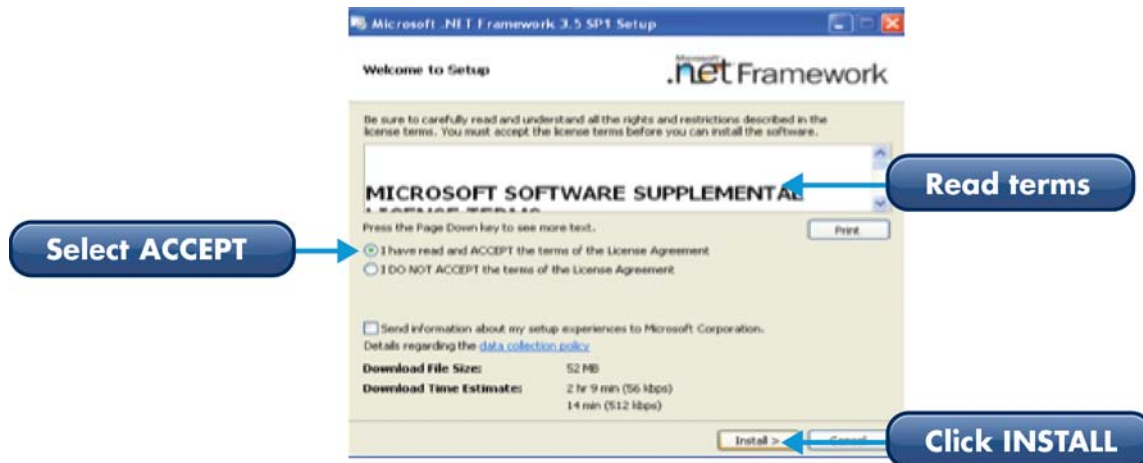 Microsoft .NET Framework 3.5 SP1 Setup
Welcome to Setup
Microsoft
.net Framework
Be sure to carefully read and understand all the rights and restrictions described in the
license terms. You must accept the license terms before you can install the software.
MICROSOFT SOFTWARE SUPPLEMENTAL
LICENSE TERMS
Read terms
Press the Page Down key to see more text.
Print
Select ACCEPT
I have read and ACCEPT the terms of the License Agreement
I DO NOT ACCEPT the terms of the License Agreement
Send information about my setup experiences to Microsoft Corporation.
Details regarding the data collection policy
Download File Size: 52 MB
Download Time Estimate: 2 hr 9 min (56 kbps)
14 min (512 kbps)
Install >
Cancel
Click INSTALL